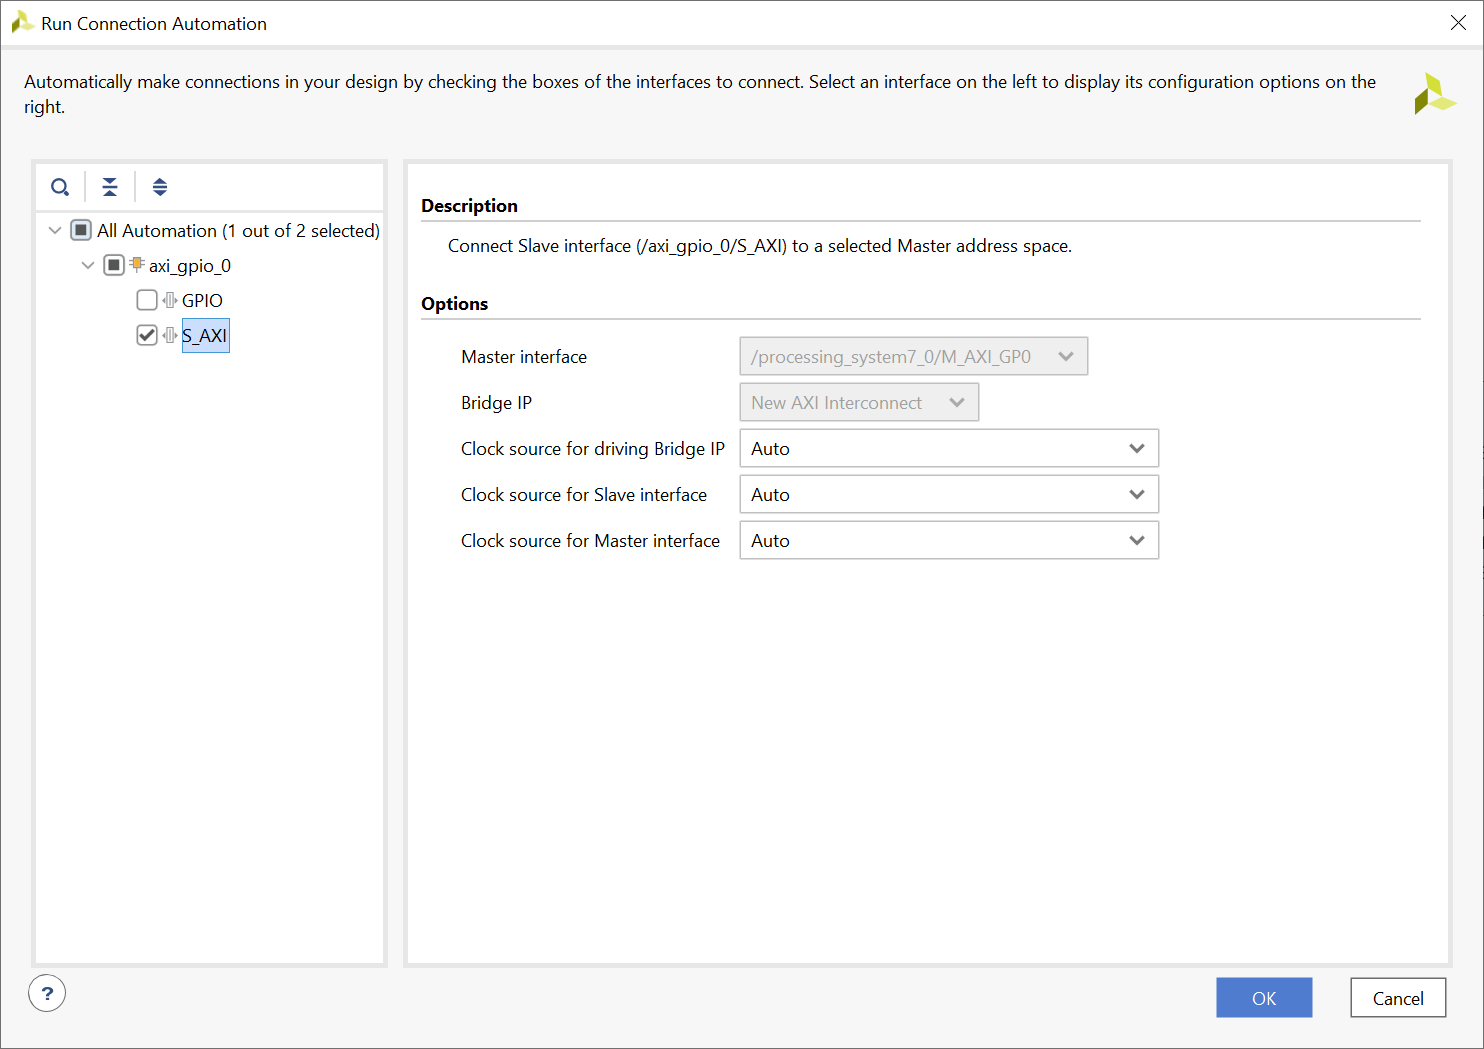 Run Connection Automation
Automatically make connections in your design by checking the boxes of the interfaces to connect. Select an interface on the left to display its configuration options on the
right.
All Automation (1 out of 2 selected)
axi_gpio_0
GPIO
S_AXI
Description
Connect Slave interface (/axi_gpio_0/S_AXI) to a selected Master address space.
Options
Master interface /processing_system7_0/M_AXI_GP0
Bridge IP New AXI Interconnect
Clock source for driving Bridge IP Auto
Clock source for Slave interface Auto
Clock source for Master interface Auto
?
OK Cancel